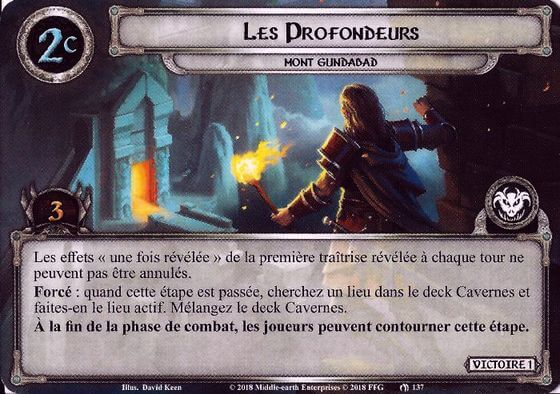 2C
LES PROFONDEURS
MONT GUNDABAD
3
Les effets « une fois révélée » de la première traîtrise révélée à chaque tour ne
peuvent pas être annulés.
Forcé : quand cette étape est passée, cherchez un lieu dans le deck Cavernes et
faites-en le lieu actif. Mélangez le deck Cavernes.
À la fin de la phase de combat, les joueurs peuvent contourner cette étape.
VICTOIRE 1
Illus. David Keen © 2018 Middle-earth Enterprises © 2018 FFG 137